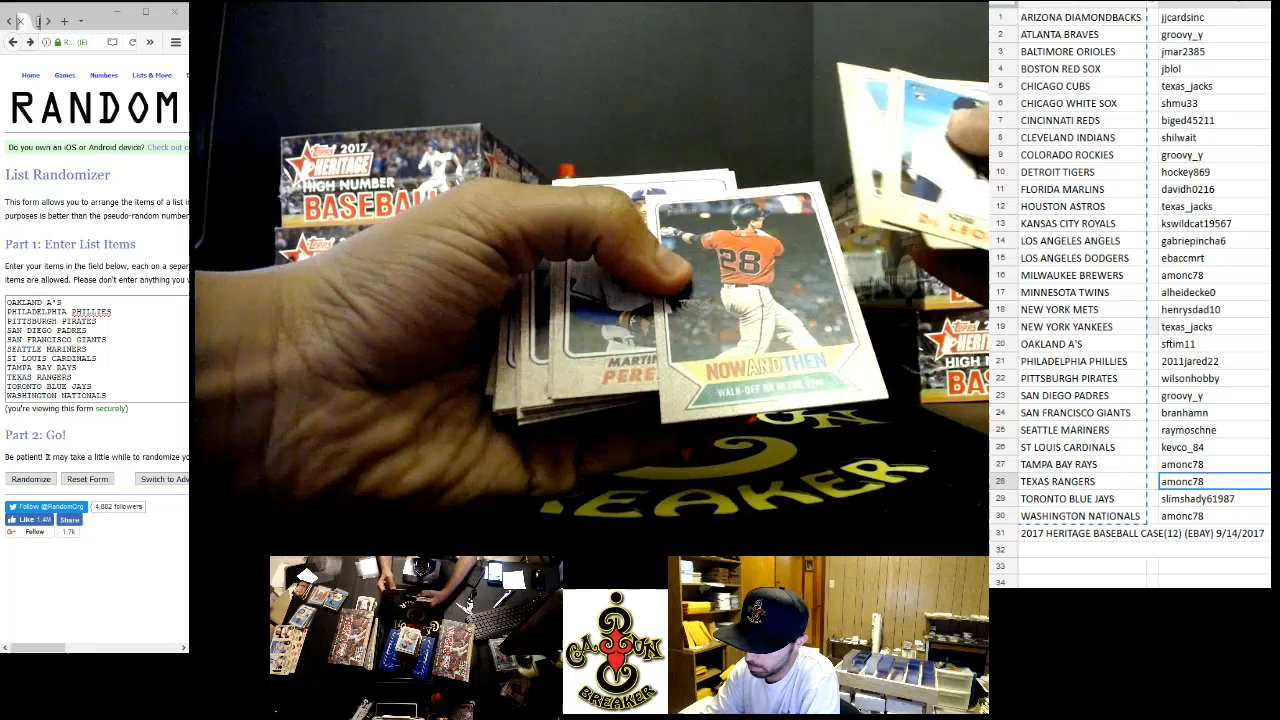 R... (IE)
Home Games Numbers Lists & More
RANDOM
Do you own an iOS or Android device? Check out
List Randomizer
This form allows you to arrange the items of a list in
purposes is better than the pseudo-random number
Part 1: Enter List Items
Enter your items in the field below, each on a separ
items are allowed. Please don't enter anything you
OAKLAND A'S
PHILADELPHIA PHILLIES
PITTSBURGH PIRATES
SAN DIEGO PADRES
SAN FRANCISCO GIANTS
SEATTLE MARINERS
ST LOUIS CARDINALS
TAMPA BAY RAYS
TEXAS RANGERS
TORONTO BLUE JAYS
WASHINGTON NATIONALS
(you're viewing this form securely)
Part 2: Go!
Be patient! It may take a little while to randomize yo
Randomize Reset Form Switch to Adv
Follow @RandomOrg 4,882 followers
Like 1.4M Share
Follow 1.7k
2017
Topps HERITAGE
HIGH NUMBER
BASEBALL
28
NOW AND THEN
MARTIN
PERE
LEO
BREAKER
CARTOON
BREAKER
1 ARIZONA DIAMONDBACKS jjcardsinc
2 ATLANTA BRAVES groovy_y
3 BALTIMORE ORIOLES jmar2385
4 BOSTON RED SOX jblol
5 CHICAGO CUBS texas_jacks
6 CHICAGO WHITE SOX shmu33
7 CINCINNATI REDS biged45211
8 CLEVELAND INDIANS shilwait
9 COLORADO ROCKIES groovy_y
10 DETROIT TIGERS hockey869
11 FLORIDA MARLINS davidh0216
12 HOUSTON ASTROS texas_jacks
13 KANSAS CITY ROYALS kswildcat19567
14 LOS ANGELES ANGELS gabriepincha6
15 LOS ANGELES DODGERS ebaccmrt
16 MILWAUKEE BREWERS amonc78
17 MINNESOTA TWINS alheidecke0
18 NEW YORK METS henrysdad10
19 NEW YORK YANKEES texas_jacks
20 OAKLAND A'S sftim11
21 PHILADELPHIA PHILLIES 2011jared22
22 PITTSBURGH PIRATES wilsonhobby
23 SAN DIEGO PADRES groovy_y
24 SAN FRANCISCO GIANTS branhamn
25 SEATTLE MARINERS raymoschne
26 ST LOUIS CARDINALS kevco_84
27 TAMPA BAY RAYS amonc78
28 TEXAS RANGERS amonc78
29 TORONTO BLUE JAYS slimshady61987
30 WASHINGTON NATIONALS amonc78
31 2017 HERITAGE BASEBALL CASE(12) (EBAY) 9/14/2017
32
33
34